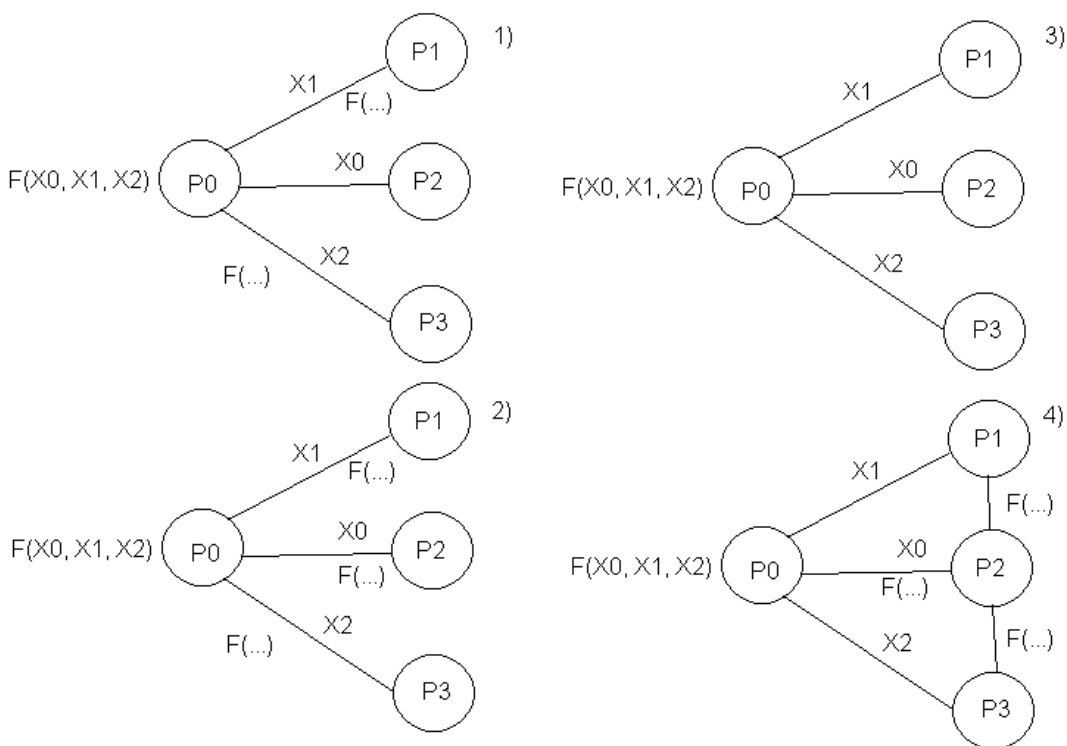 1)
P1
X1
F(...)
F(X0, X1, X2)
P0
X0
P2
X2
F(...)
P3
3)
P1
X1
F(X0, X1, X2)
P0
X0
P2
X2
P3
2)
P1
X1
F(...)
F(X0, X1, X2)
P0
X0
F(...)
P2
X2
F(...)
P3
4)
P1
X1
F(...)
F(X0, X1, X2)
P0
X0
F(...)
P2
X2
F(...)
P3